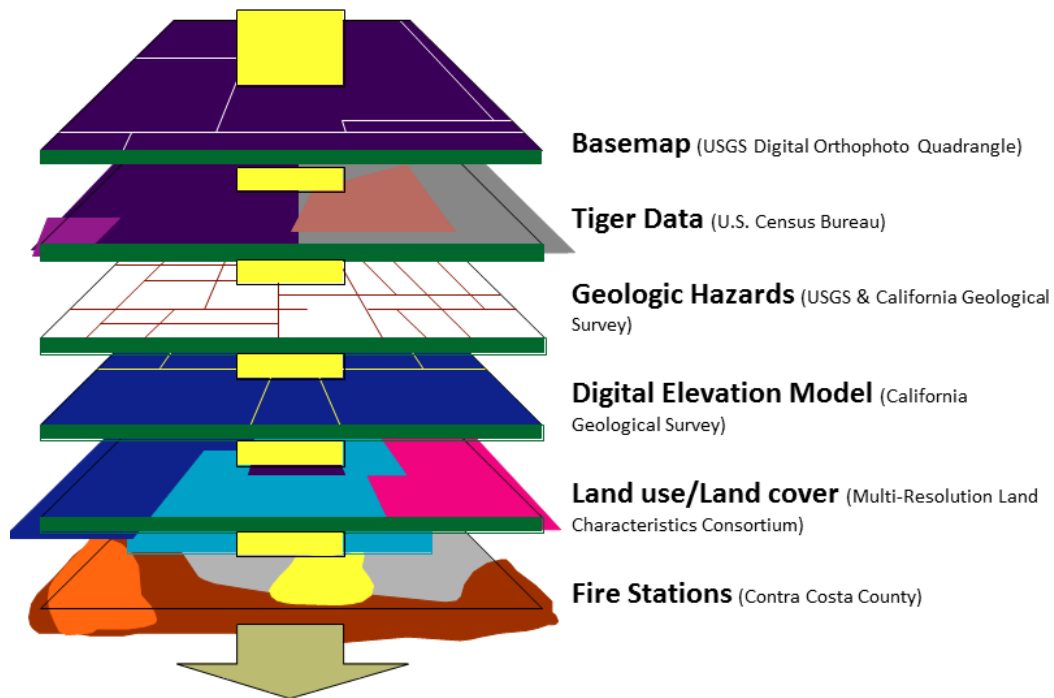 Basemap (USGS Digital Orthophoto Quadrangle)
Tiger Data (U.S. Census Bureau)
Geologic Hazards (USGS & California Geological
Survey)
Digital Elevation Model (California
Geological Survey)
Land use/Land cover (Multi-Resolution Land
Characteristics Consortium)
Fire Stations (Contra Costa County)